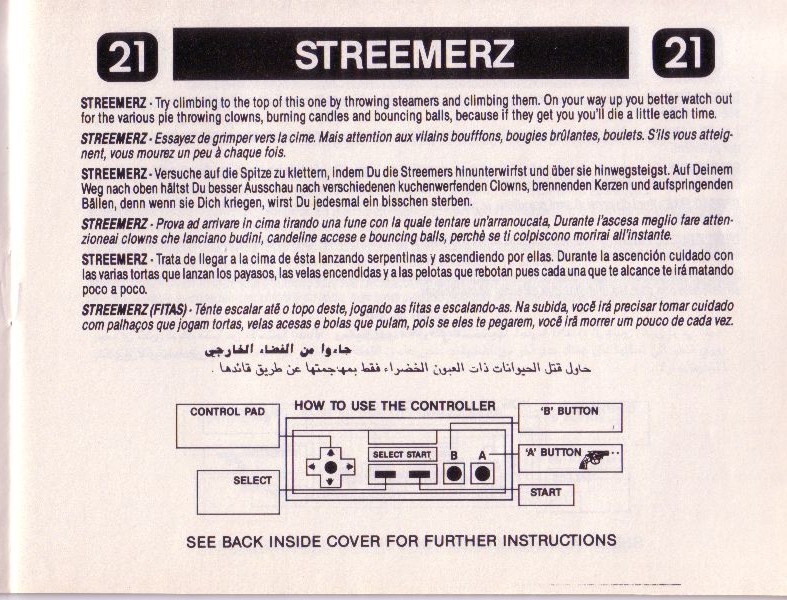 21 STREEMERZ 21
STREEMERZ - Try climbing to the top of this one by throwing steamers and climbing them. On your way up you better watch out
for the various pie throwing clowns, burning candles and bouncing balls, because if they get you you'll die a little each time.
STREEMERZ - Essayez de grimper vers la cime. Mais attention aux vilains boufffons, bougies brûlantes, boulets. S'ils vous atteig-
nent, vous mourez un peu à chaque fois.
STREEMERZ - Versuche auf die Spitze zu klettern, indem Du die Streemers hinunterwirfst und über sie hinwegsteigst. Auf Deinem
Weg nach oben hältst Du besser Ausschau nach verschiedenen kuchenwerfenden Clowns, brennenden Kerzen und aufspringenden
Bällen, denn wenn sie Dich kriegen, wirst Du jedesmal ein bisschen sterben.
STREEMERZ - Prova ad arrivare in cima tirando una fune con la quale tentare un'arranoucata, Durante l'ascesa meglio fare atten-
zioneai clowns che lanciano budini, candeline accese e bouncing balls, perchè se ti colpiscono morirai all'instante.
STREEMERZ - Trata de llegar a la cima de ésta lanzando serpentinas y ascendiendo por ellas. Durante la ascención cuidado con
las varias tortas que lanzan los payasos, las velas encendidas y a las pelotas que rebotan pues cada una que te alcance te irá matando
poco a poco.
STREEMERZ (FITAS) - Ténte escalar atê o topo deste, jogando as fitas e escalando-as. Na subida, você irá precisar tomar cuidado
com palhaços que jogam tortas, velas acesas e bolas que pulam, pois se eles te pegarem, você irá morrer um pouco de cada vez.
جاءوا من الفضاء الخارجي
حاول قتل الحيوانات ذات العيون الخضراء فقط بمهجمتها عن طريق قائدها .
HOW TO USE THE CONTROLLER
CONTROL PAD
'B' BUTTON
SELECT START B A
'A' BUTTON
SELECT
START
SEE BACK INSIDE COVER FOR FURTHER INSTRUCTIONS